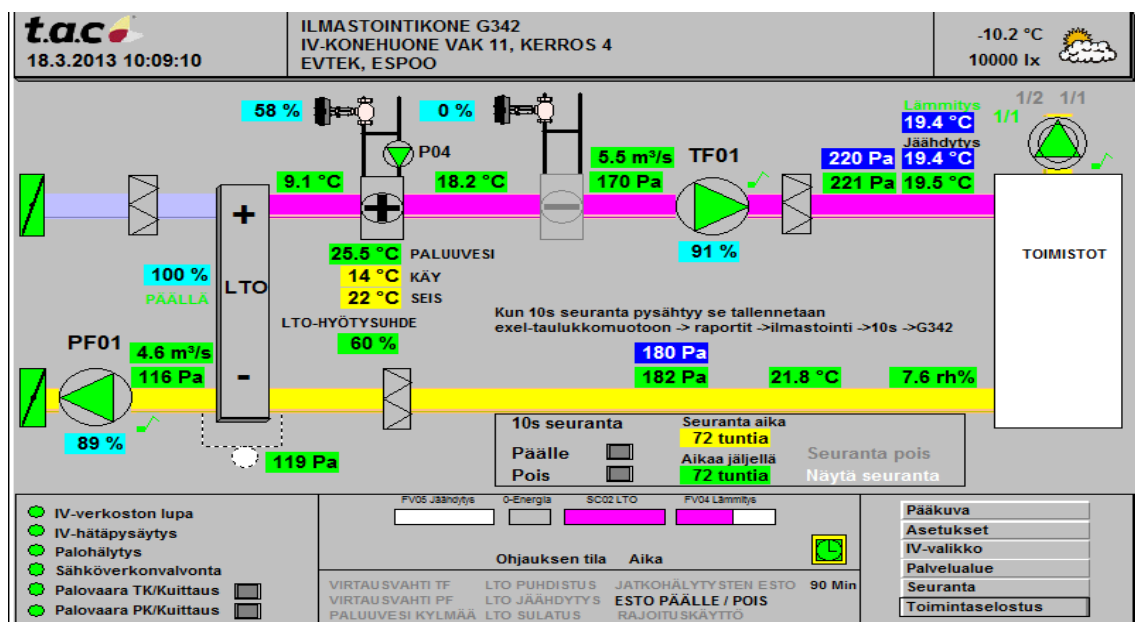 t.a.c
18.3.2013 10:09:10
ILMASTOINTIKONE G342
IV-KONEHUONE VAK 11, KERROS 4
EVTEK, ESPOO
-10.2 °C
10000 lx
58 %
0 %
P04
9.1 °C
18.2 °C
5.5 m³/s
170 Pa
TF01
91 %
220 Pa
221 Pa
Lämmitys
19.4 °C
Jäähdytys
19.4 °C
19.5 °C
1/2 1/1
1/1
TOIMISTOT
+
LTO
-
100 %
PÄÄLLÄ
25.5 °C PALUUVESI
14 °C KÄY
22 °C SEIS
LTO-HYÖTYSUHDE
60 %
Kun 10s seuranta pysähtyy se tallennetaan
exel-taulukkomuotoon -> raportit ->ilmastointi ->10s ->G342
PF01
4.6 m³/s
116 Pa
89 %
119 Pa
180 Pa
182 Pa
21.8 °C
7.6 rh%
10s seuranta
Päälle
Pois
Seuranta aika
72 tuntia
Aikaa jäljellä
72 tuntia
Seuranta pois
Näytä seuranta
IV-verkoston lupa
IV-hätäpysäytys
Palohälytys
Sähköverkonvalvonta
Palovaara TK/Kuittaus
Palovaara PK/Kuittaus
FV05 Jäähdytys 0-Energia SC02 LTO FV04 Lämmitys
Ohjauksen tila Aika
VIRTAUSVAHTI TF LTO PUHDISTUS JATKOHÄLYTYSTEN ESTO 90 Min
VIRTAUSVAHTI PF LTO JÄÄHDYTYS ESTO PÄÄLLE / POIS
PALUUVESI KYLMÄÄ LTO SULATUS RAJOITUSKÄYTTÖ
Pääkuva
Asetukset
IV-valikko
Palvelualue
Seuranta
Toimintaselostus